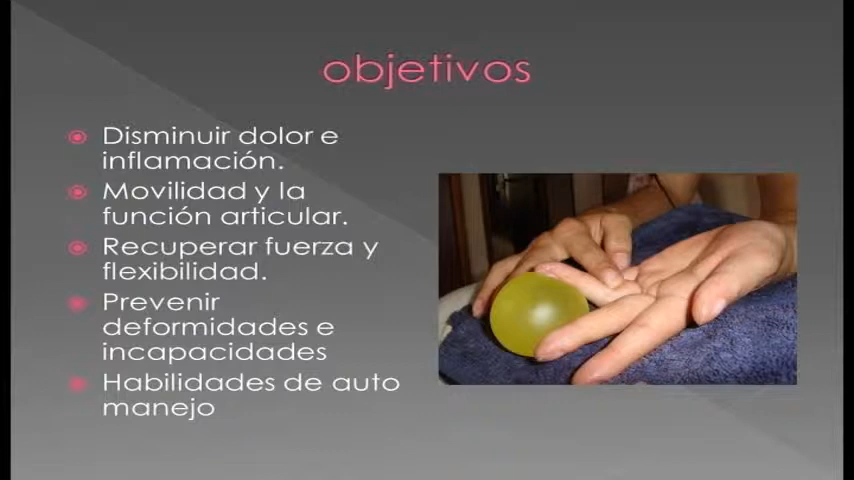 objetivos
Disminuir dolor e
inflamación.
Movilidad y la
función articular.
Recuperar fuerza y
flexibilidad.
Prevenir
deformidades e
incapacidades
Habilidades de auto
manejo